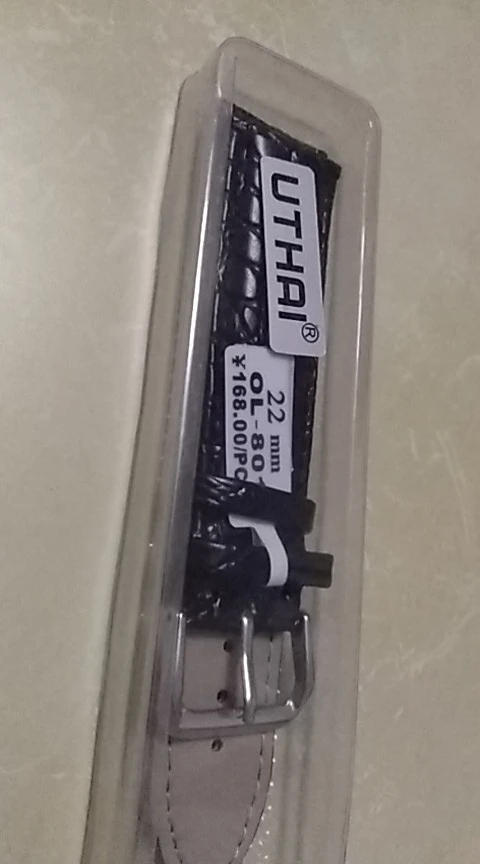 UTHAI®
22 mm
OL-80
¥168.00/PC